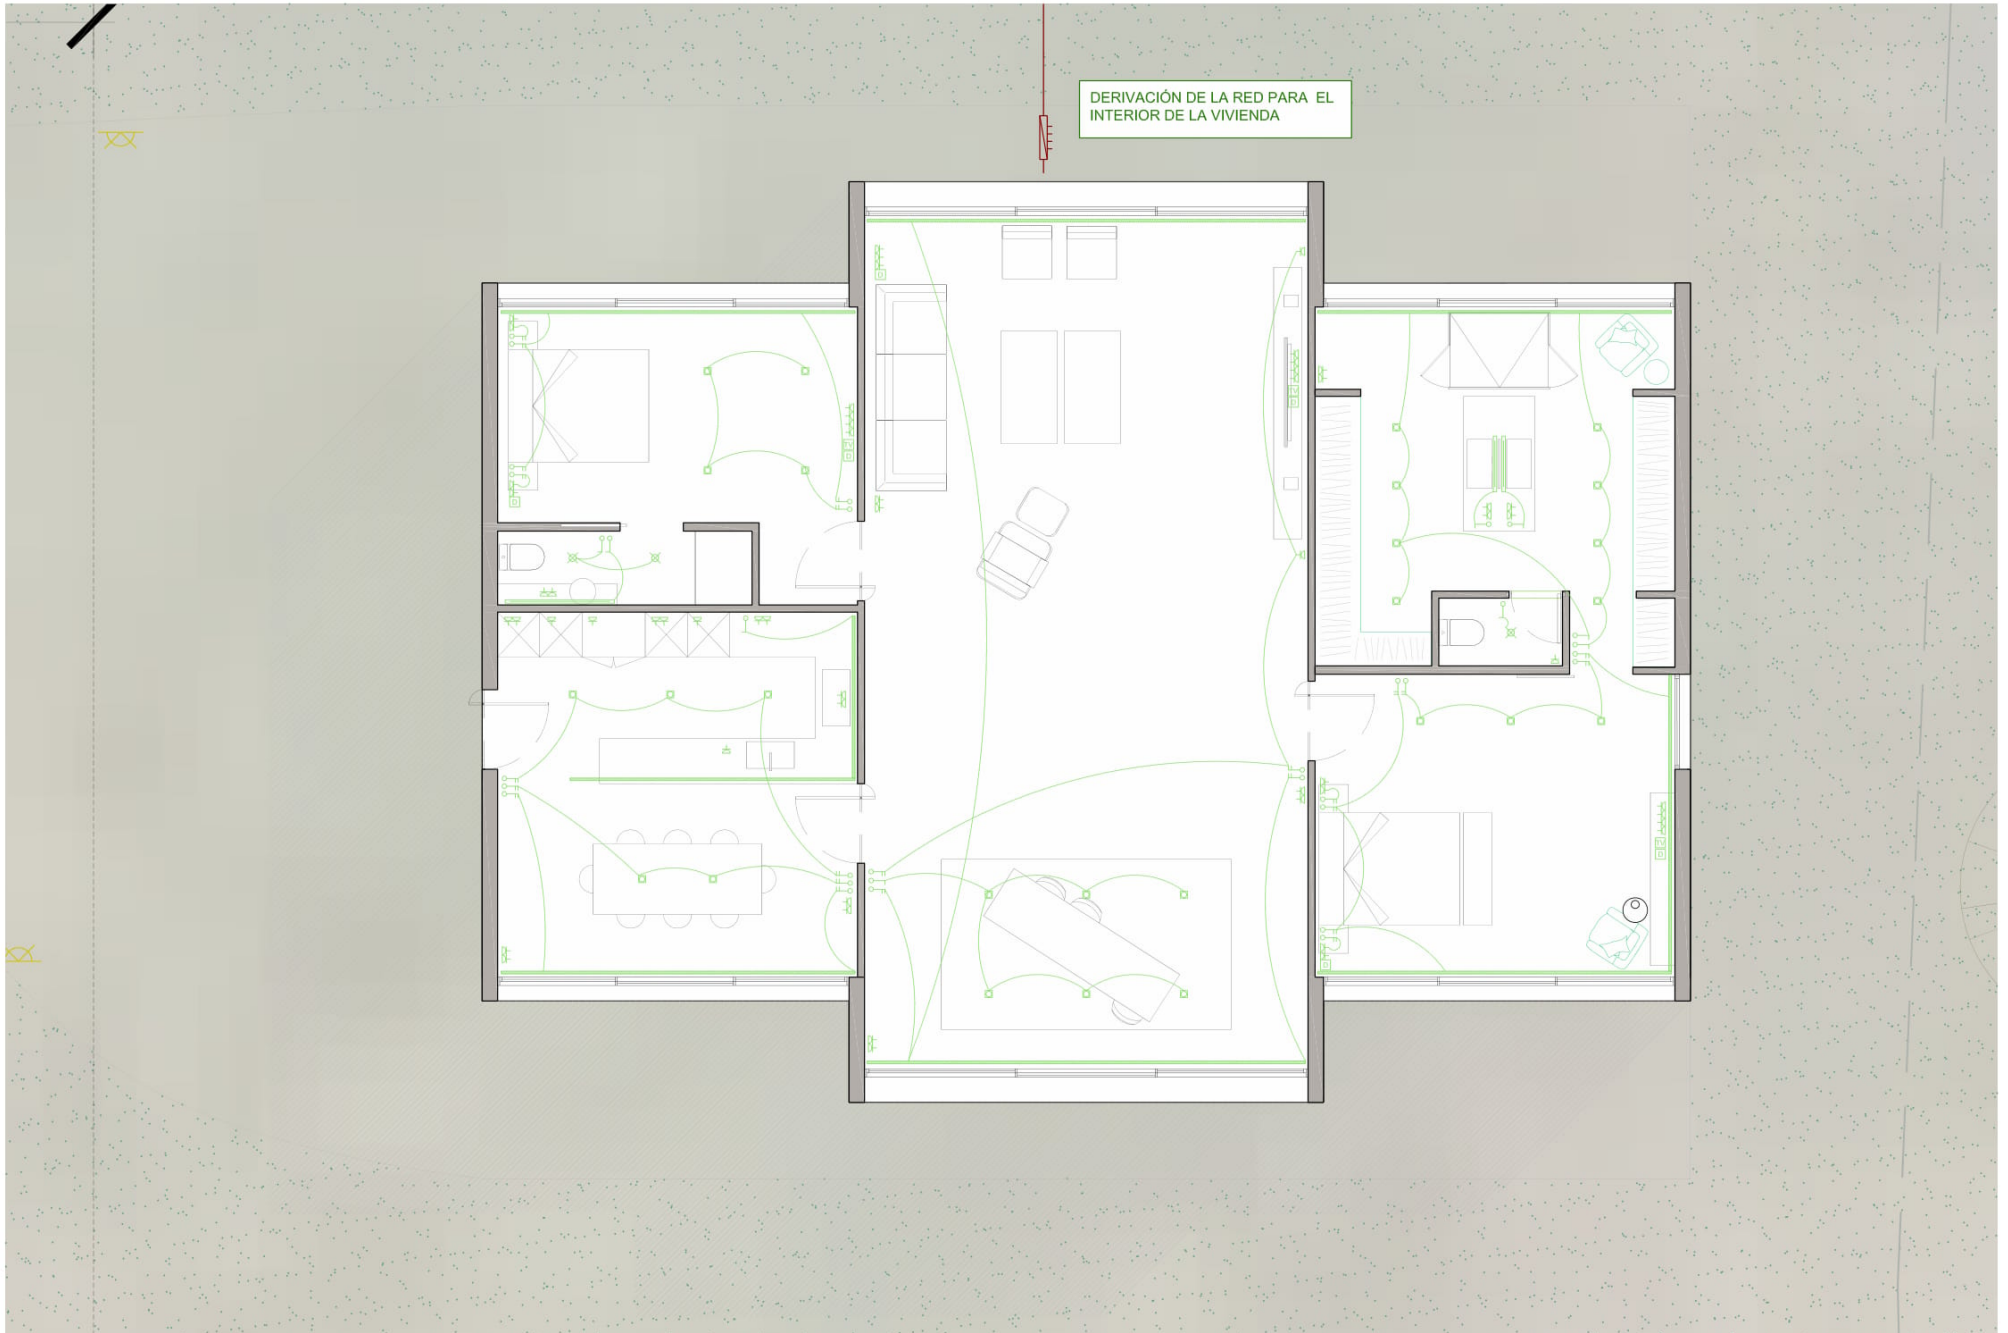 DERIVACIÓN DE LA RED PARA EL
INTERIOR DE LA VIVIENDA